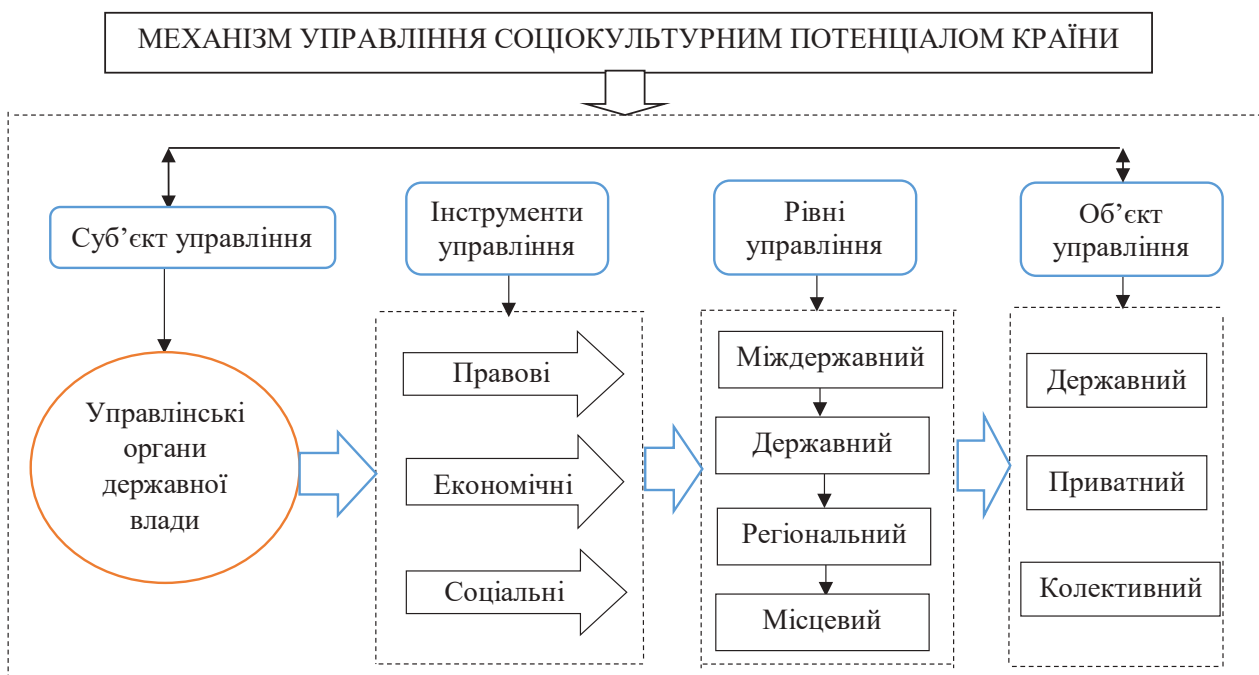 МЕХАНІЗМ УПРАВЛІННЯ СОЦІОКУЛЬТУРНИМ ПОТЕНЦІАЛОМ КРАЇНИ
Суб’єкт управління
Інструменти
управління
Рівні
управління
Об’єкт
управління
Управлінські
органи
державної
влади
Правові
Економічні
Соціальні
Міждержавний
Державний
Регіональний
Місцевий
Державний
Приватний
Колективний